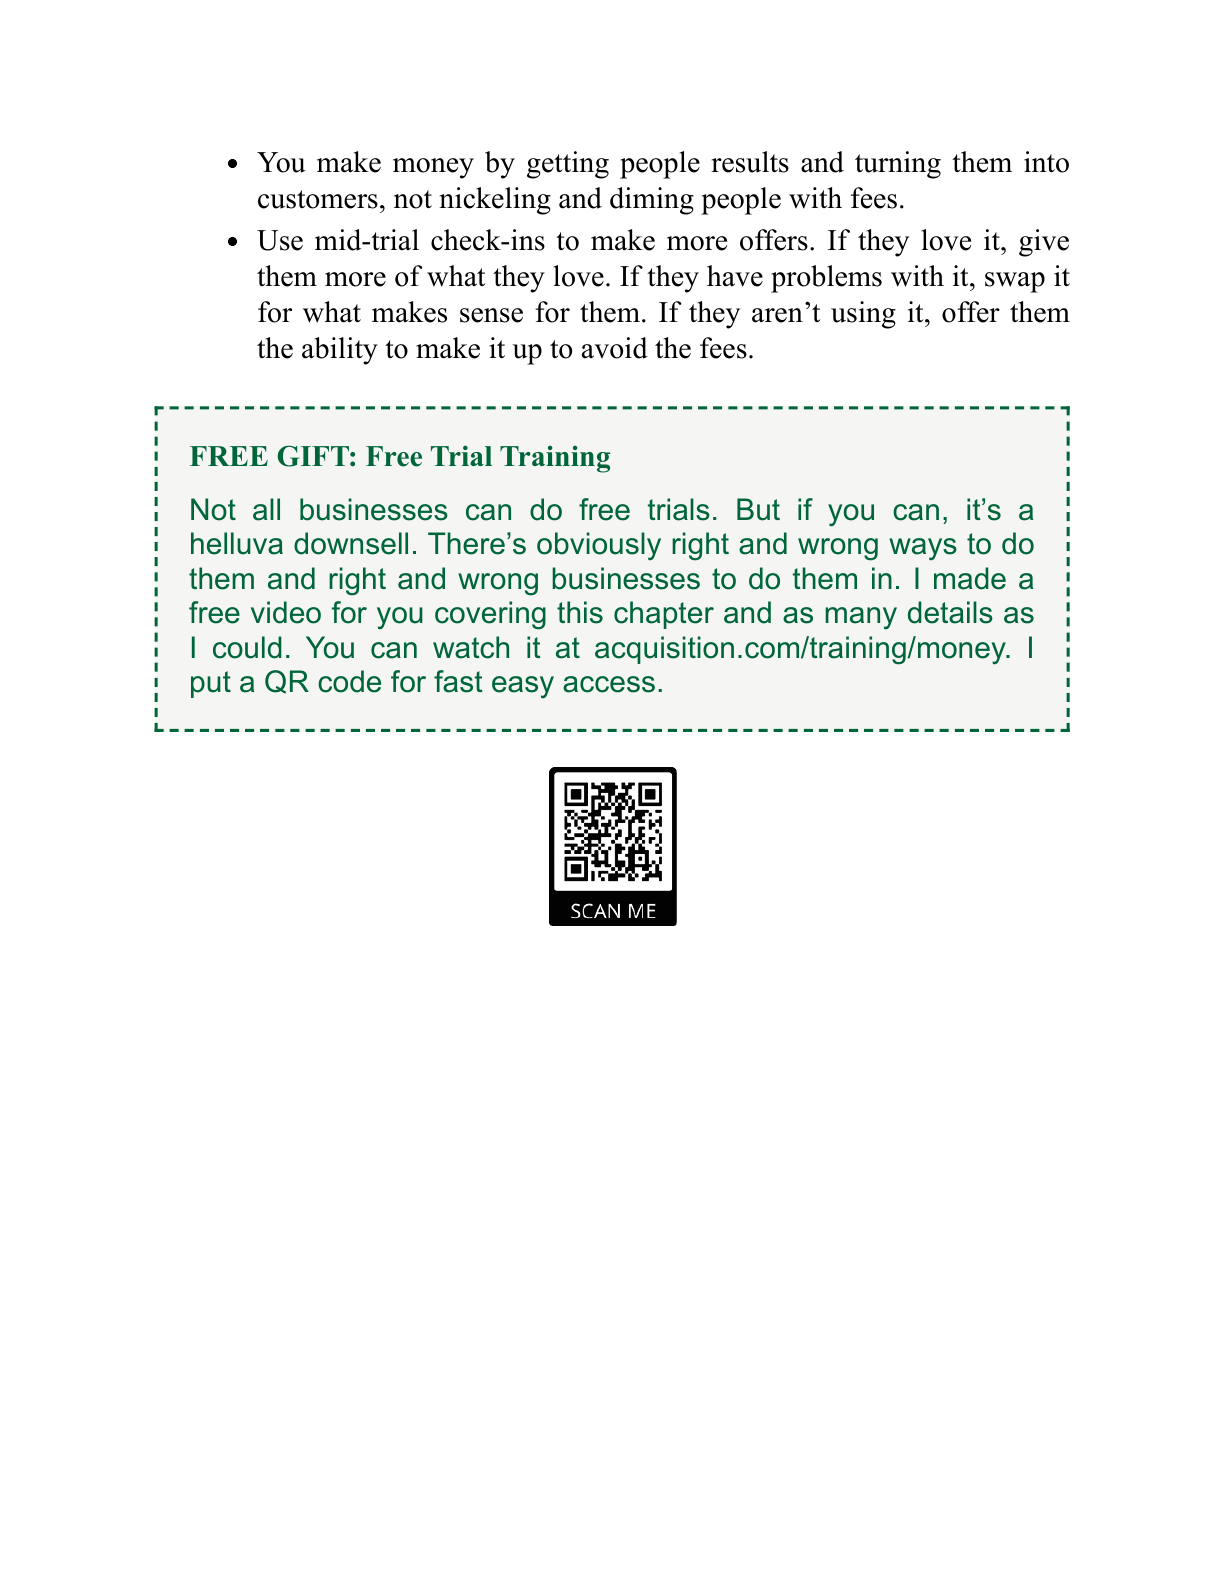 • You make money by getting people results and turning them into
customers, not nickeling and diming people with fees.
• Use mid-trial check-ins to make more offers. If they love it, give
them more of what they love. If they have problems with it, swap it
for what makes sense for them. If they aren’t using it, offer them
the ability to make it up to avoid the fees.
FREE GIFT: Free Trial Training
Not all businesses can do free trials. But if you can, it’s a
helluva downsell. There’s obviously right and wrong ways to do
them and right and wrong businesses to do them in. I made a
free video for you covering this chapter and as many details as
I could. You can watch it at acquisition.com/training/money. I
put a QR code for fast easy access.
SCAN ME